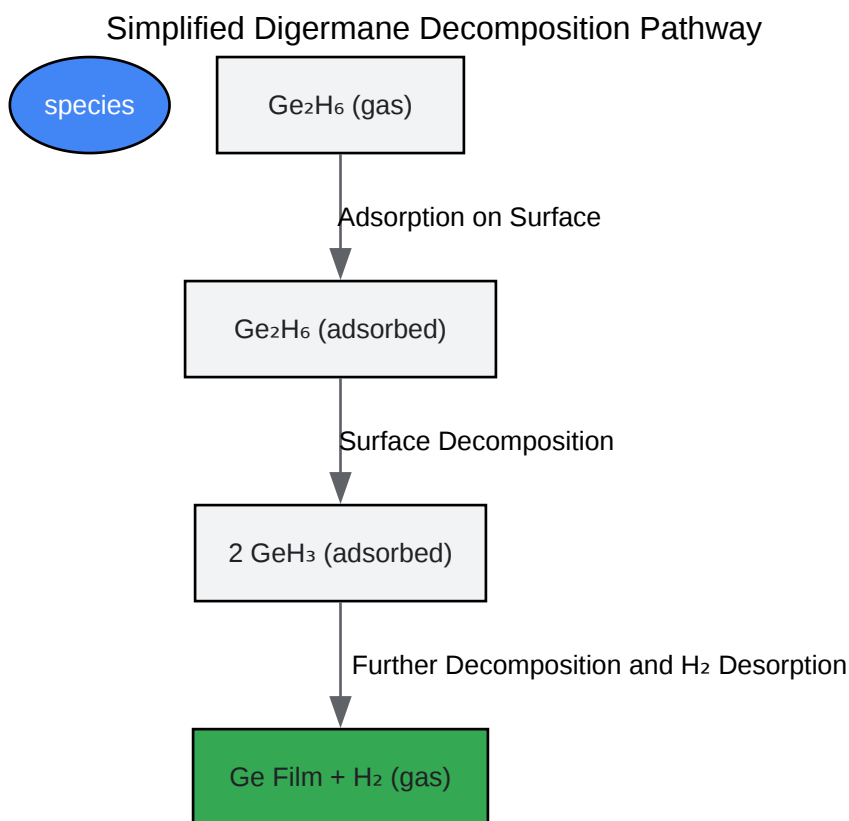 Simplified Digermane Decomposition Pathway
species
Ge₂H₆ (gas)
Adsorption on Surface
Ge₂H₆ (adsorbed)
Surface Decomposition
2 GeH₃ (adsorbed)
Further Decomposition and H₂ Desorption
Ge Film + H₂ (gas)